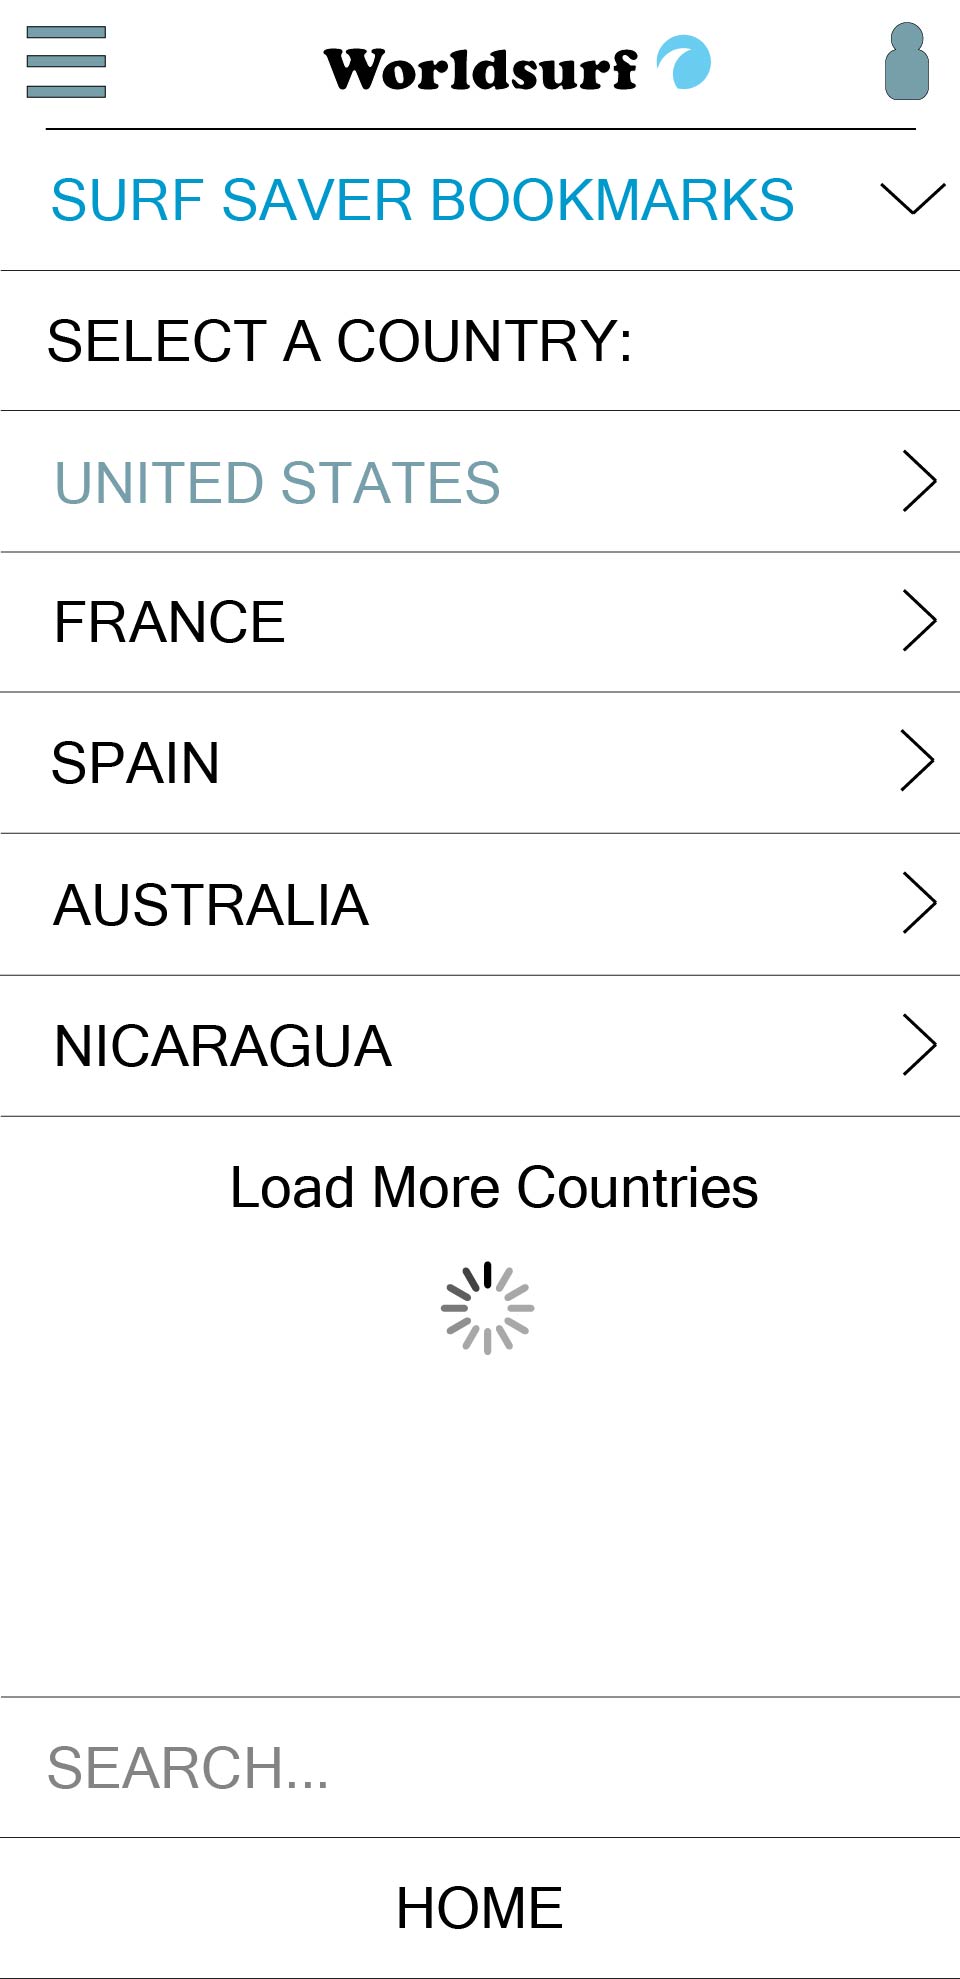 Worldsurf
SURF SAVER BOOKMARKS
SELECT A COUNTRY:
UNITED STATES
FRANCE
SPAIN
AUSTRALIA
NICARAGUA
Load More Countries
SEARCH...
HOME